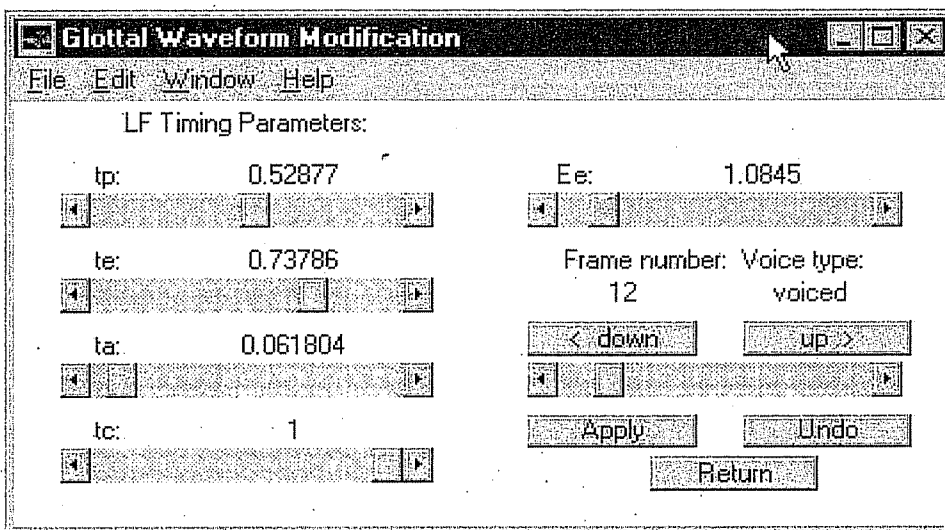 Glottal Waveform Modification
File Edit Window Help
LF Timing Parameters:
tp: 0.52877
te: 0.73786
ta: 0.061804
tc: 1
Ee: 1.0845
Frame number: Voice type:
12 voiced
< down up >
Apply Undo
Return